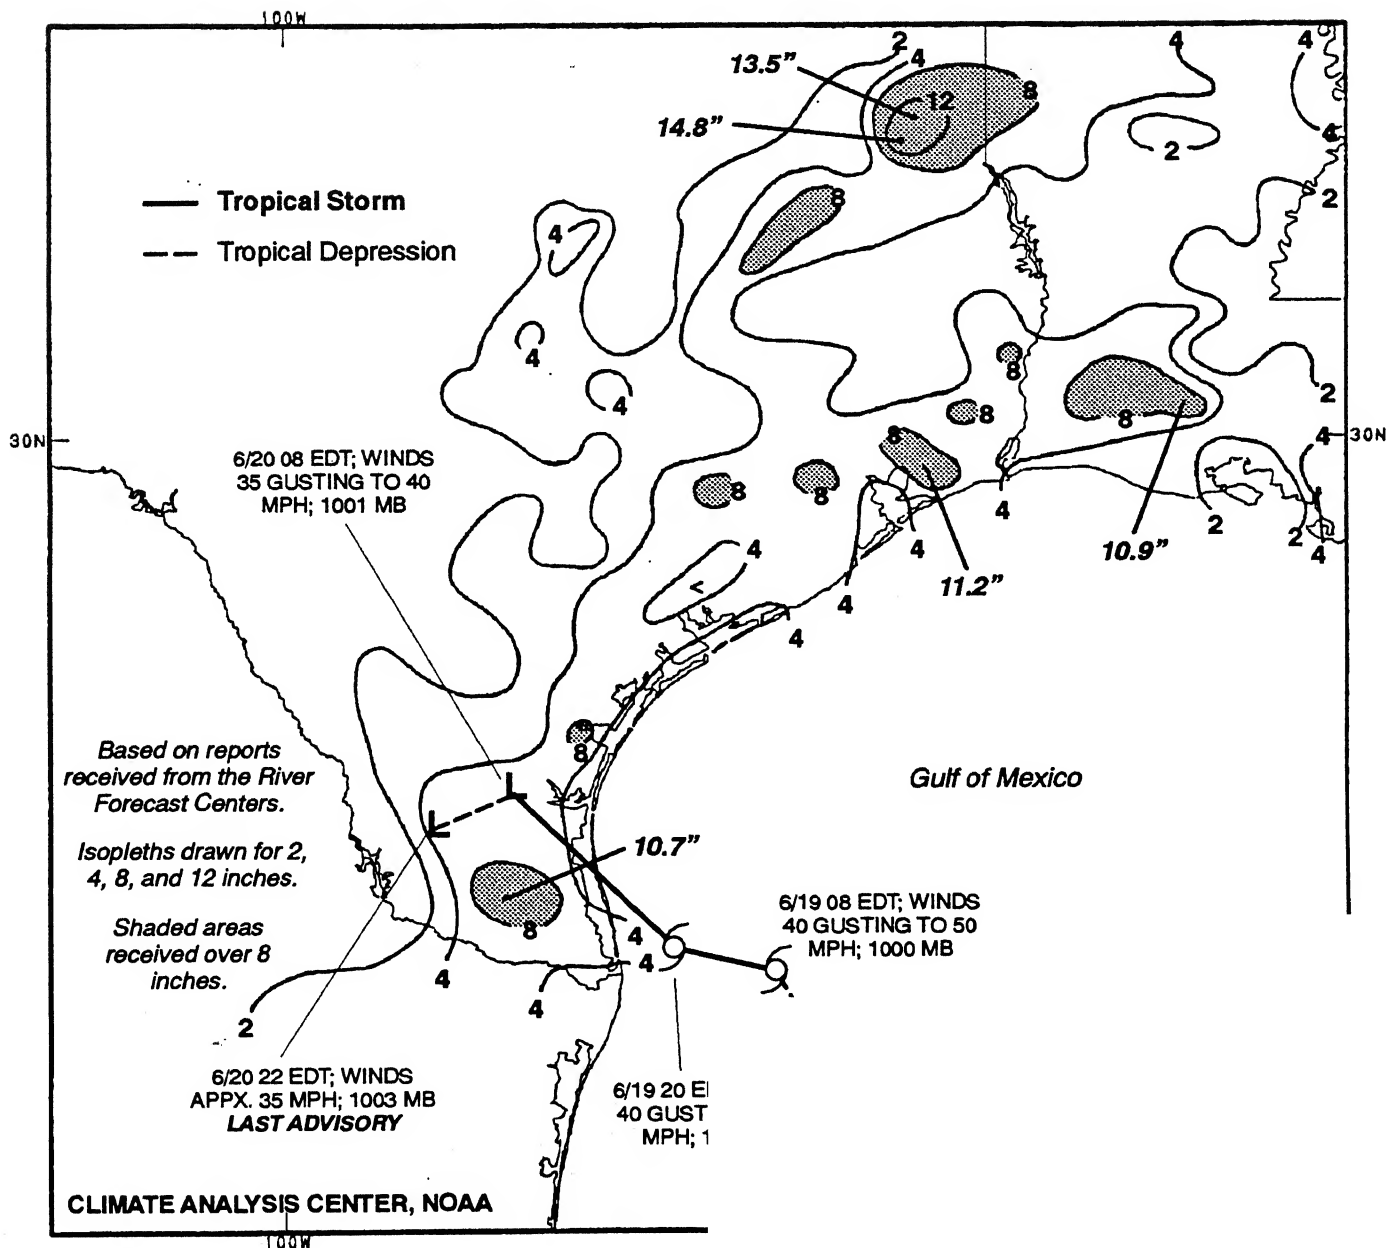 100W
2
4
4
4
13.5”
8
12
14.8”
4
2
Tropical Storm
8
2
4
Tropical Depression
4
8
8
4
2
8
8
30N
8
4
30N
6/20 08 EDT; WINDS
35 GUSTING TO 40
MPH; 1001 MB
8
8
4
2
2
4
4
4
10.9”
11.2”
4
4
8
Based on reports
received from the River
Forecast Centers.
Gulf of Mexico
Isopleths drawn for 2,
4, 8, and 12 inches.
10.7”
Shaded areas
received over 8
inches.
8
6/19 08 EDT; WINDS
40 GUSTING TO 50
MPH; 1000 MB
4
4
4
4
2
6/20 22 EDT; WINDS
APPX. 35 MPH; 1003 MB
LAST ADVISORY
6/19 20
40 GUST
MPH;
CLIMATE ANALYSIS CENTER, NOAA
100W